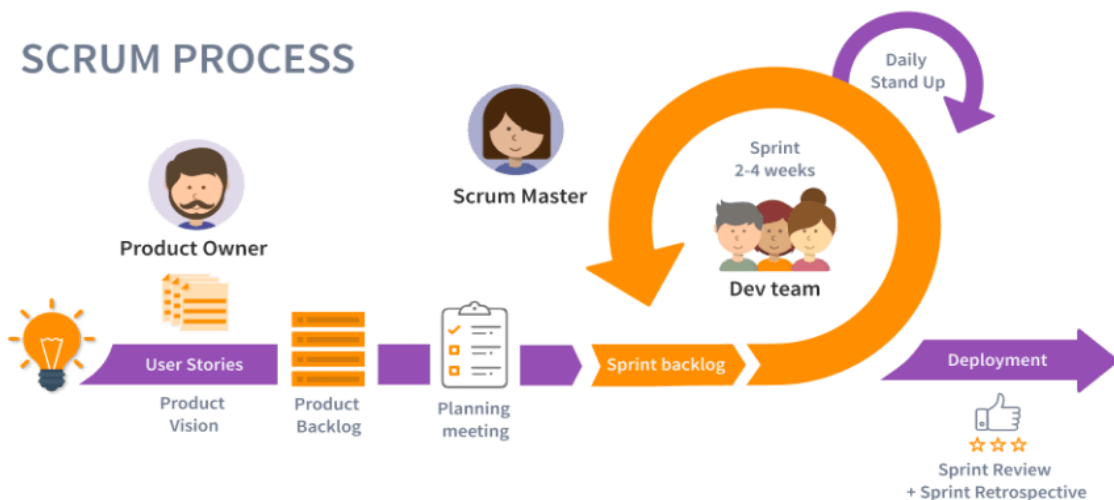 SCRUM PROCESS
Daily
Stand Up
Sprint
2-4 weeks
Scrum Master
Product Owner
Dev team
User Stories
Sprint backlog
Deployment
Product
Vision
Product
Backlog
Planning
meeting
Sprint Review
+ Sprint Retrospective